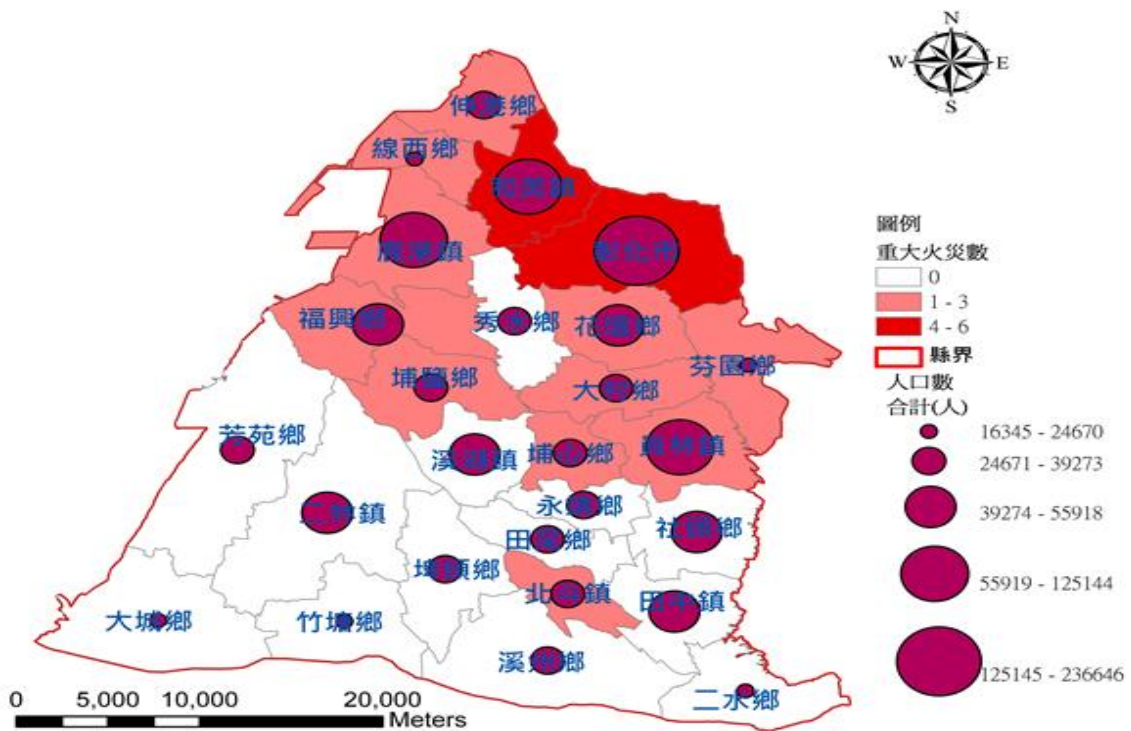 N
W E
S
伸港鄉
線西鄉
和美鎮
鹿港鎮
彰化市
福興鄉
秀水鄉
花壇鄉
芬園鄉
埔鹽鄉
大村鄉
芳苑鄉
溪湖鎮
埔心鄉
員林鎮
二林鎮
永靖鄉
社頭鄉
田尾鄉
埤頭鄉
北斗鎮
田中鎮
大城鄉
竹塘鄉
溪州鄉
二水鄉
圖例
重大火災數
0
1 - 3
4 - 6
縣界
人口數
合計(人)
16345 - 24670
24671 - 39273
39274 - 55918
55919 - 125144
125145 - 236646
0 5,000 10,000 20,000
Meters